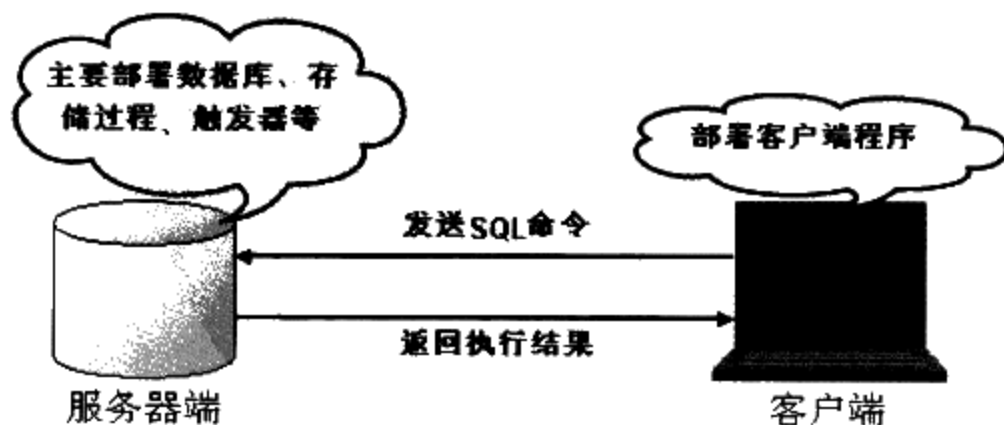 主要部署数据库、存
储过程、触发器等
部署客户端程序
发送SQL命令
返回执行结果
服务器端
客户端